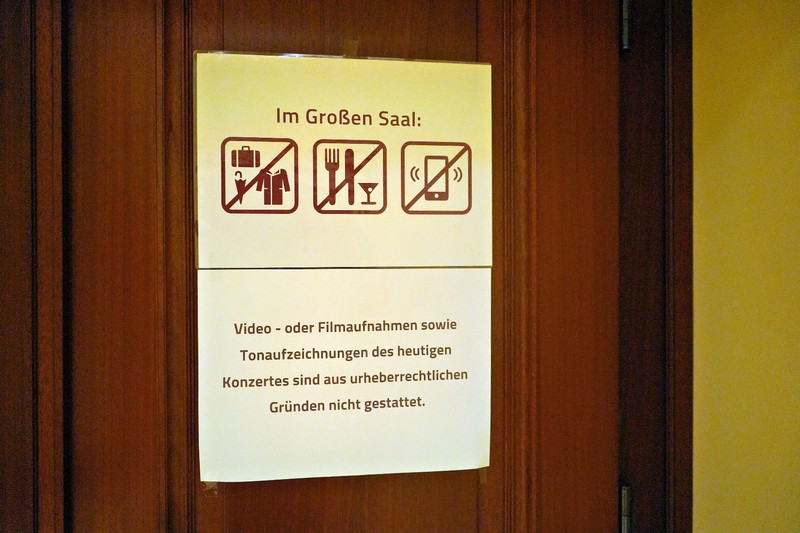 Im Großen Saal:
Video - oder Filmaufnahmen sowie
Tonaufzeichnungen des heutigen
Konzertes sind aus urheberrechtlichen
Gründen nicht gestattet.